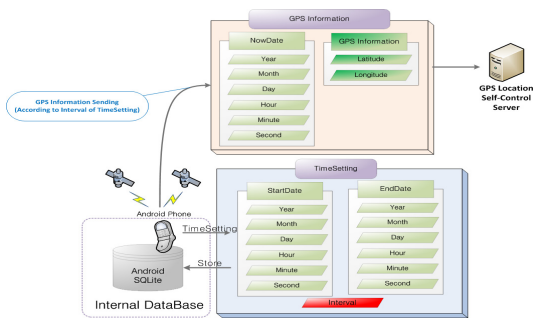 GPS Information
NowDate
Year
Month
Day
Hour
Minute
Second
GPS Information
Latitude
Longitude
GPS Location
Self-Control
Server
GPS Information Sending
(According to Interval of TimeSetting)
TimeSetting
StartDate
Year
Month
Day
Hour
Minute
Second
EndDate
Year
Month
Day
Hour
Minute
Second
Interval
Android Phone
TimeSetting
Store
Android
SQLite
Internal DataBase